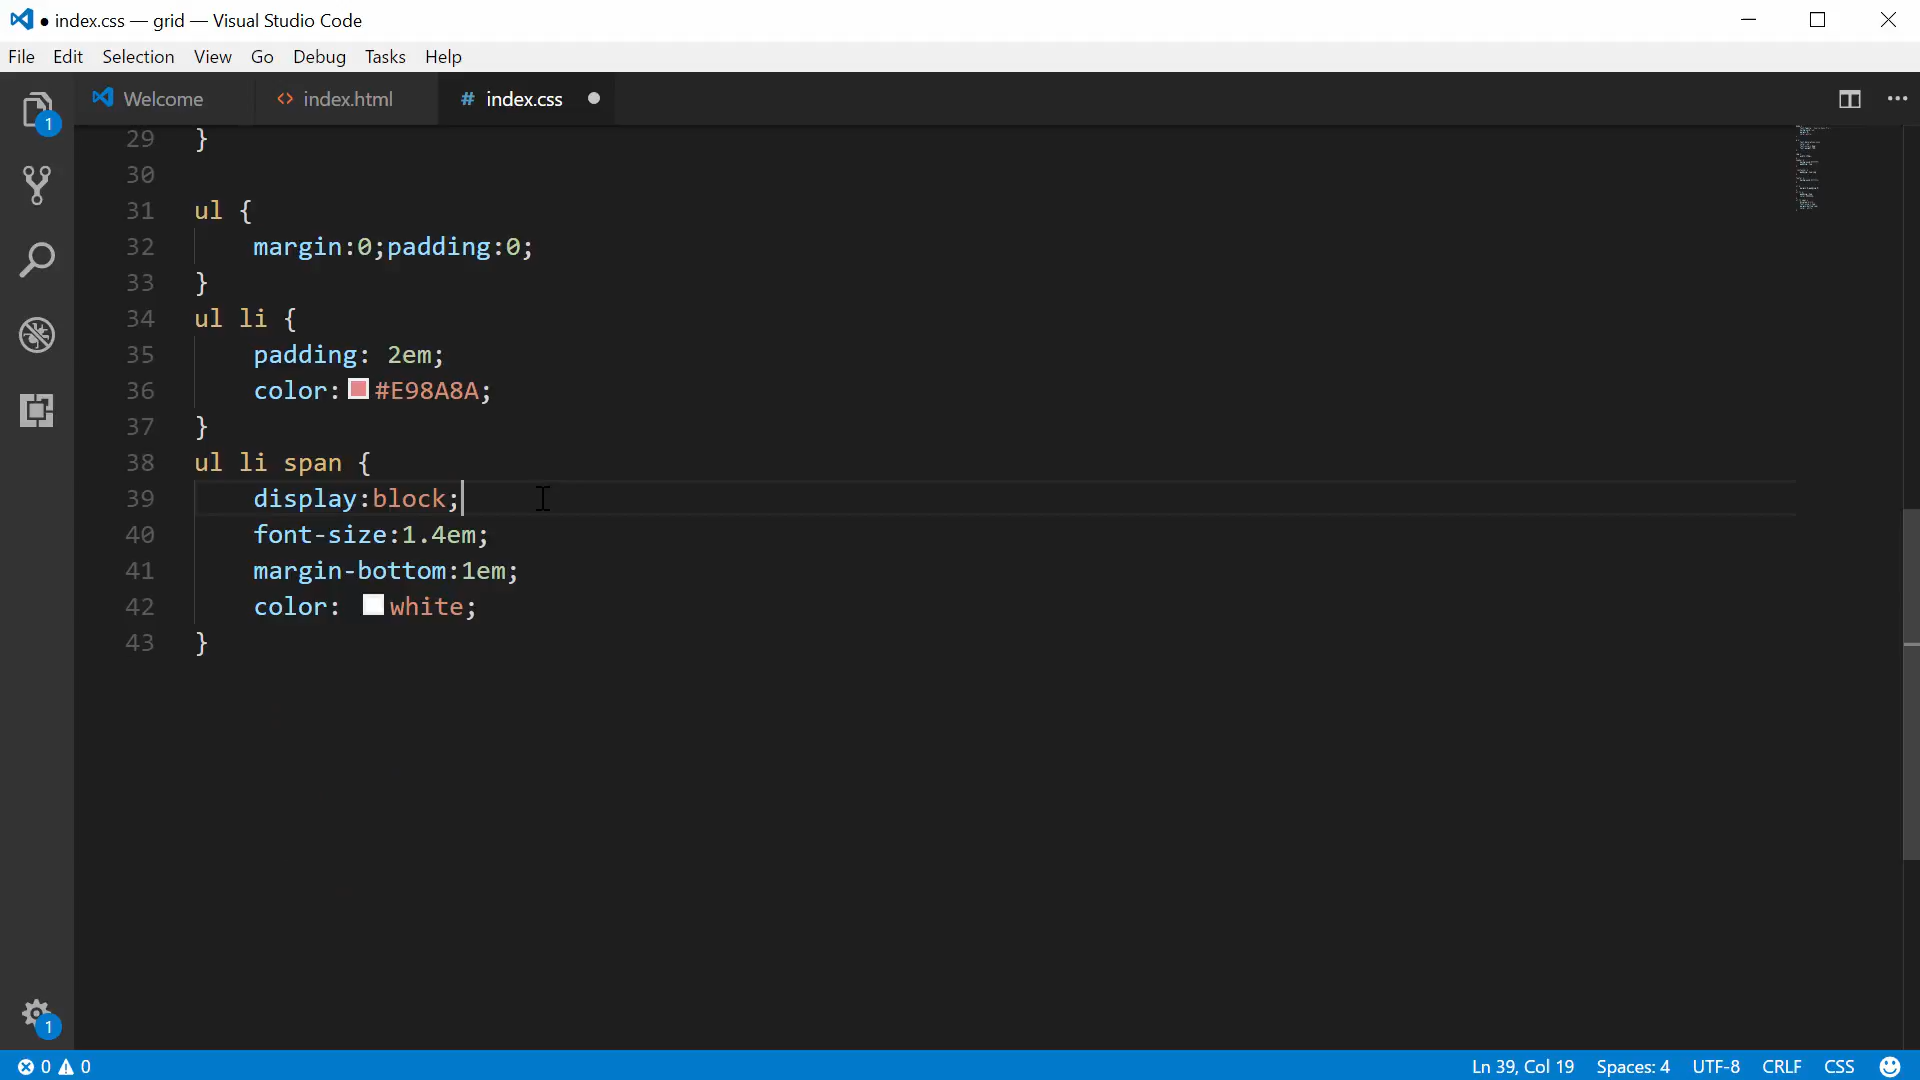 ● index.css — grid — Visual Studio Code
File Edit Selection View Go Debug Tasks Help
Welcome <> index.html # index.css ●
29 }
30
31 ul {
32 margin:0;padding:0;
33 }
34 ul li {
35 padding: 2em;
36 color: #E98A8A;
37 }
38 ul li span {
39 display:block;
40 font-size:1.4em;
41 margin-bottom:1em;
42 color: white;
43 }
1
1
0 0 Ln 39, Col 19 Spaces: 4 UTF-8 CRLF CSS